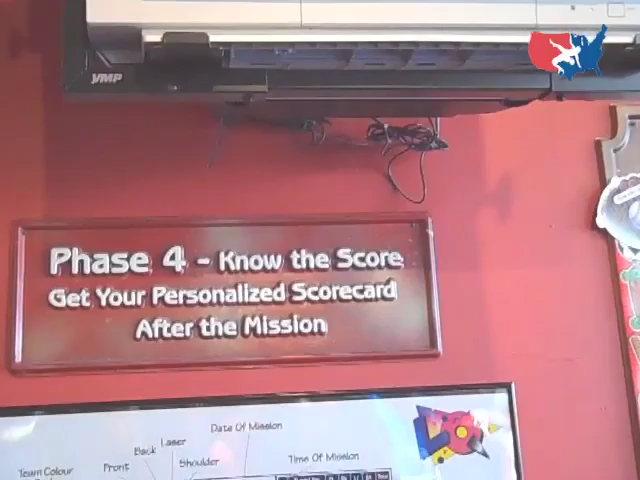 YMP
Phase 4 - Know the Score
Get Your Personalized Scorecard
After the Mission
Date Of Mission
Laser
Back
Time Of Mission
Front
Shoulder
Team Colour